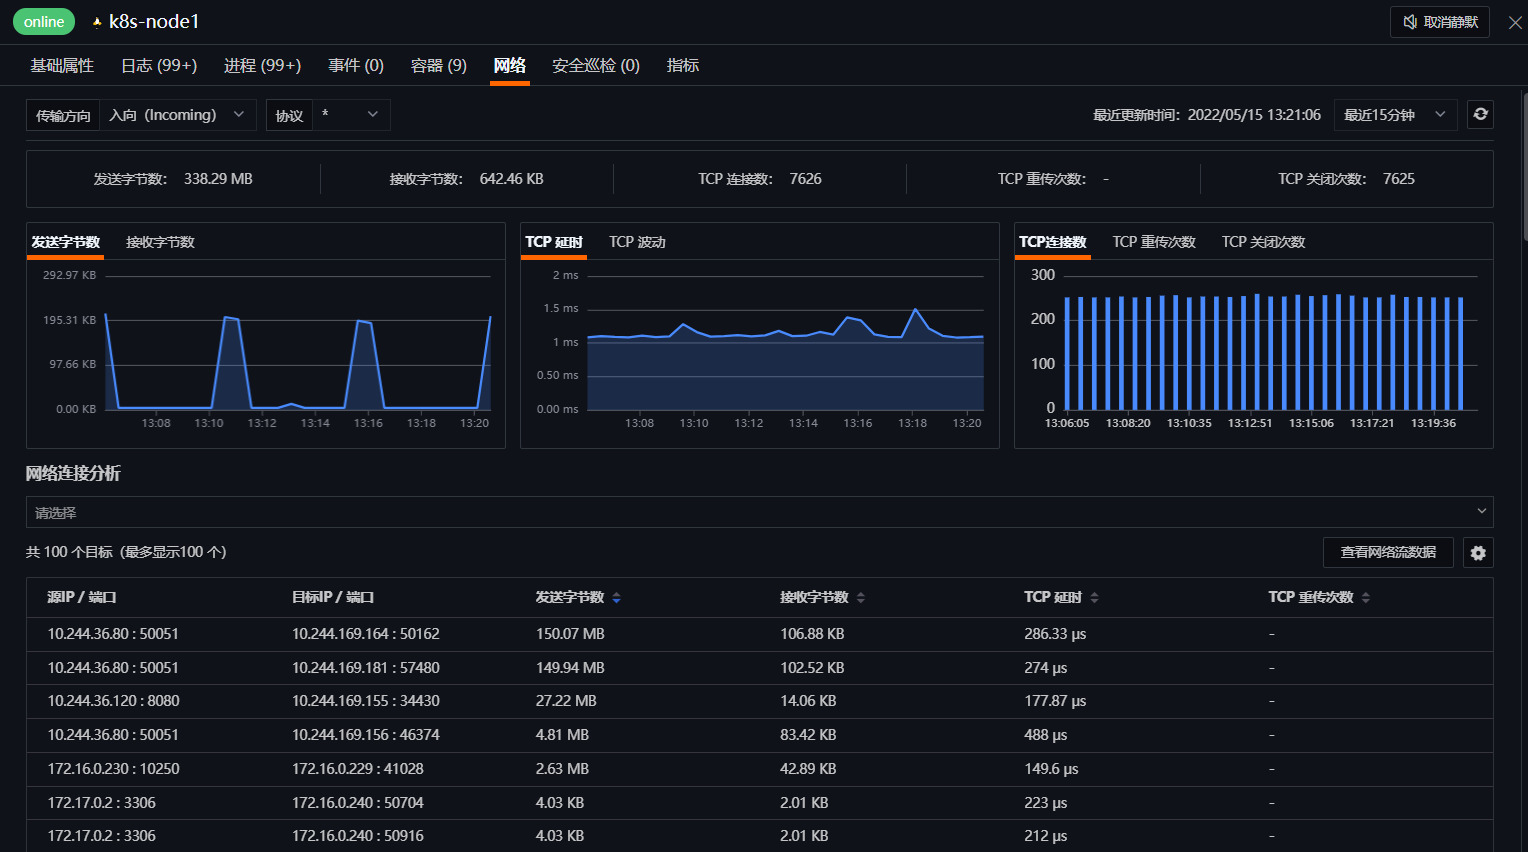 online k8s-node1 取消静默
基础属性 日志 (99+) 进程 (99+) 事件 (0) 容器 (9) 网络 安全巡检 (0) 指标
传输方向 入向（Incoming） 协议 * 最近更新时间：2022/05/15 13:21:06 最近15分钟
发送字节数： 338.29 MB 接收字节数： 642.46 KB TCP 连接数： 7626 TCP 重传次数： - TCP 关闭次数： 7625
发送字节数 接收字节数
292.97 KB
195.31 KB
97.66 KB
0.00 KB
13:08 13:10 13:12 13:14 13:16 13:18 13:20
TCP 延时 TCP 波动
2 ms
1.5 ms
1 ms
0.50 ms
0.00 ms
13:08 13:10 13:12 13:14 13:16 13:18 13:20
TCP连接数 TCP 重传次数 TCP 关闭次数
300
200
100
0
13:06:05 13:08:20 13:10:35 13:12:51 13:15:06 13:17:21 13:19:36
网络连接分析
请选择
共 100 个目标（最多显示100 个） 查看网络流数据
源IP / 端口 目标IP / 端口 发送字节数 接收字节数 TCP 延时 TCP 重传次数
10.244.36.80 : 50051 10.244.169.164 : 50162 150.07 MB 106.88 KB 286.33 μs -
10.244.36.80 : 50051 10.244.169.181 : 57480 149.94 MB 102.52 KB 274 μs -
10.244.36.120 : 8080 10.244.169.155 : 34430 27.22 MB 14.06 KB 177.87 μs -
10.244.36.80 : 50051 10.244.169.156 : 46374 4.81 MB 83.42 KB 488 μs -
172.16.0.230 : 10250 172.16.0.229 : 41028 2.63 MB 42.89 KB 149.6 μs -
172.17.0.2 : 3306 172.16.0.240 : 50704 4.03 KB 2.01 KB 223 μs -
172.17.0.2 : 3306 172.16.0.240 : 50916 4.03 KB 2.01 KB 212 μs -